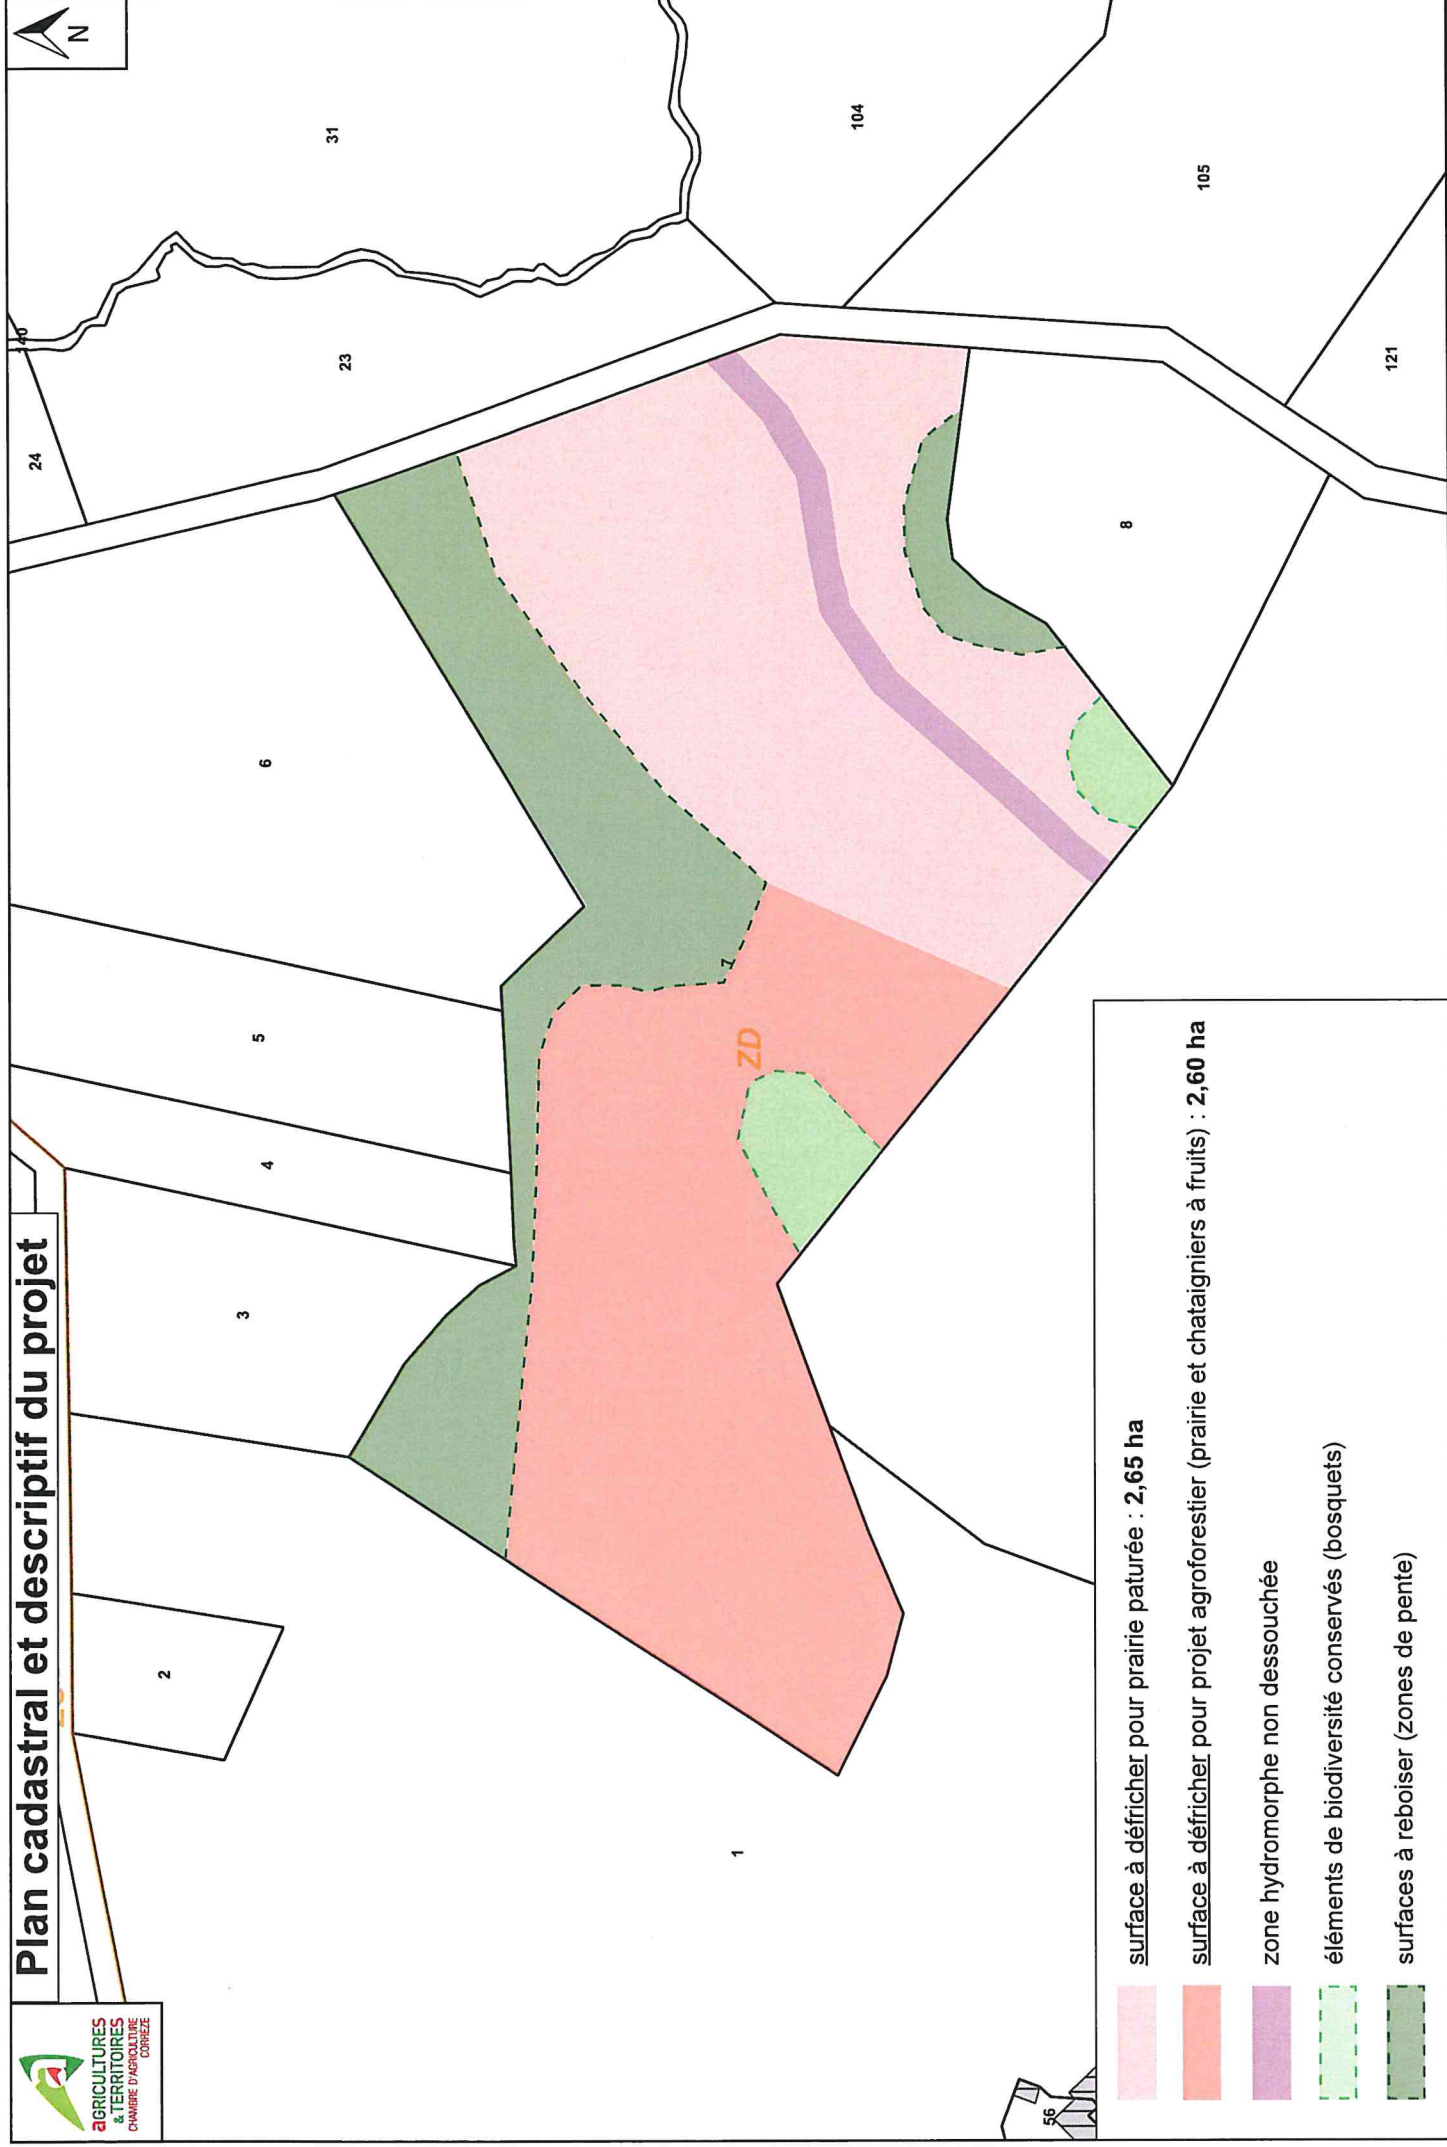 aGRICULTURES
& TERRITOIRES
CHAMBRE D'AGRICULTURE
CORRÈZE
Plan cadastral et descriptif du projet
N
2
3
4
5
6
24
140
23
31
1
ZD
7
8
104
105
121
56
surface à défricher pour prairie paturée : 2,65 ha
surface à défricher pour projet agroforestier (prairie et chataigniers à fruits) : 2,60 ha
zone hydromorphe non dessouchée
éléments de biodiversité conservés (bosquets)
surfaces à reboiser (zones de pente)